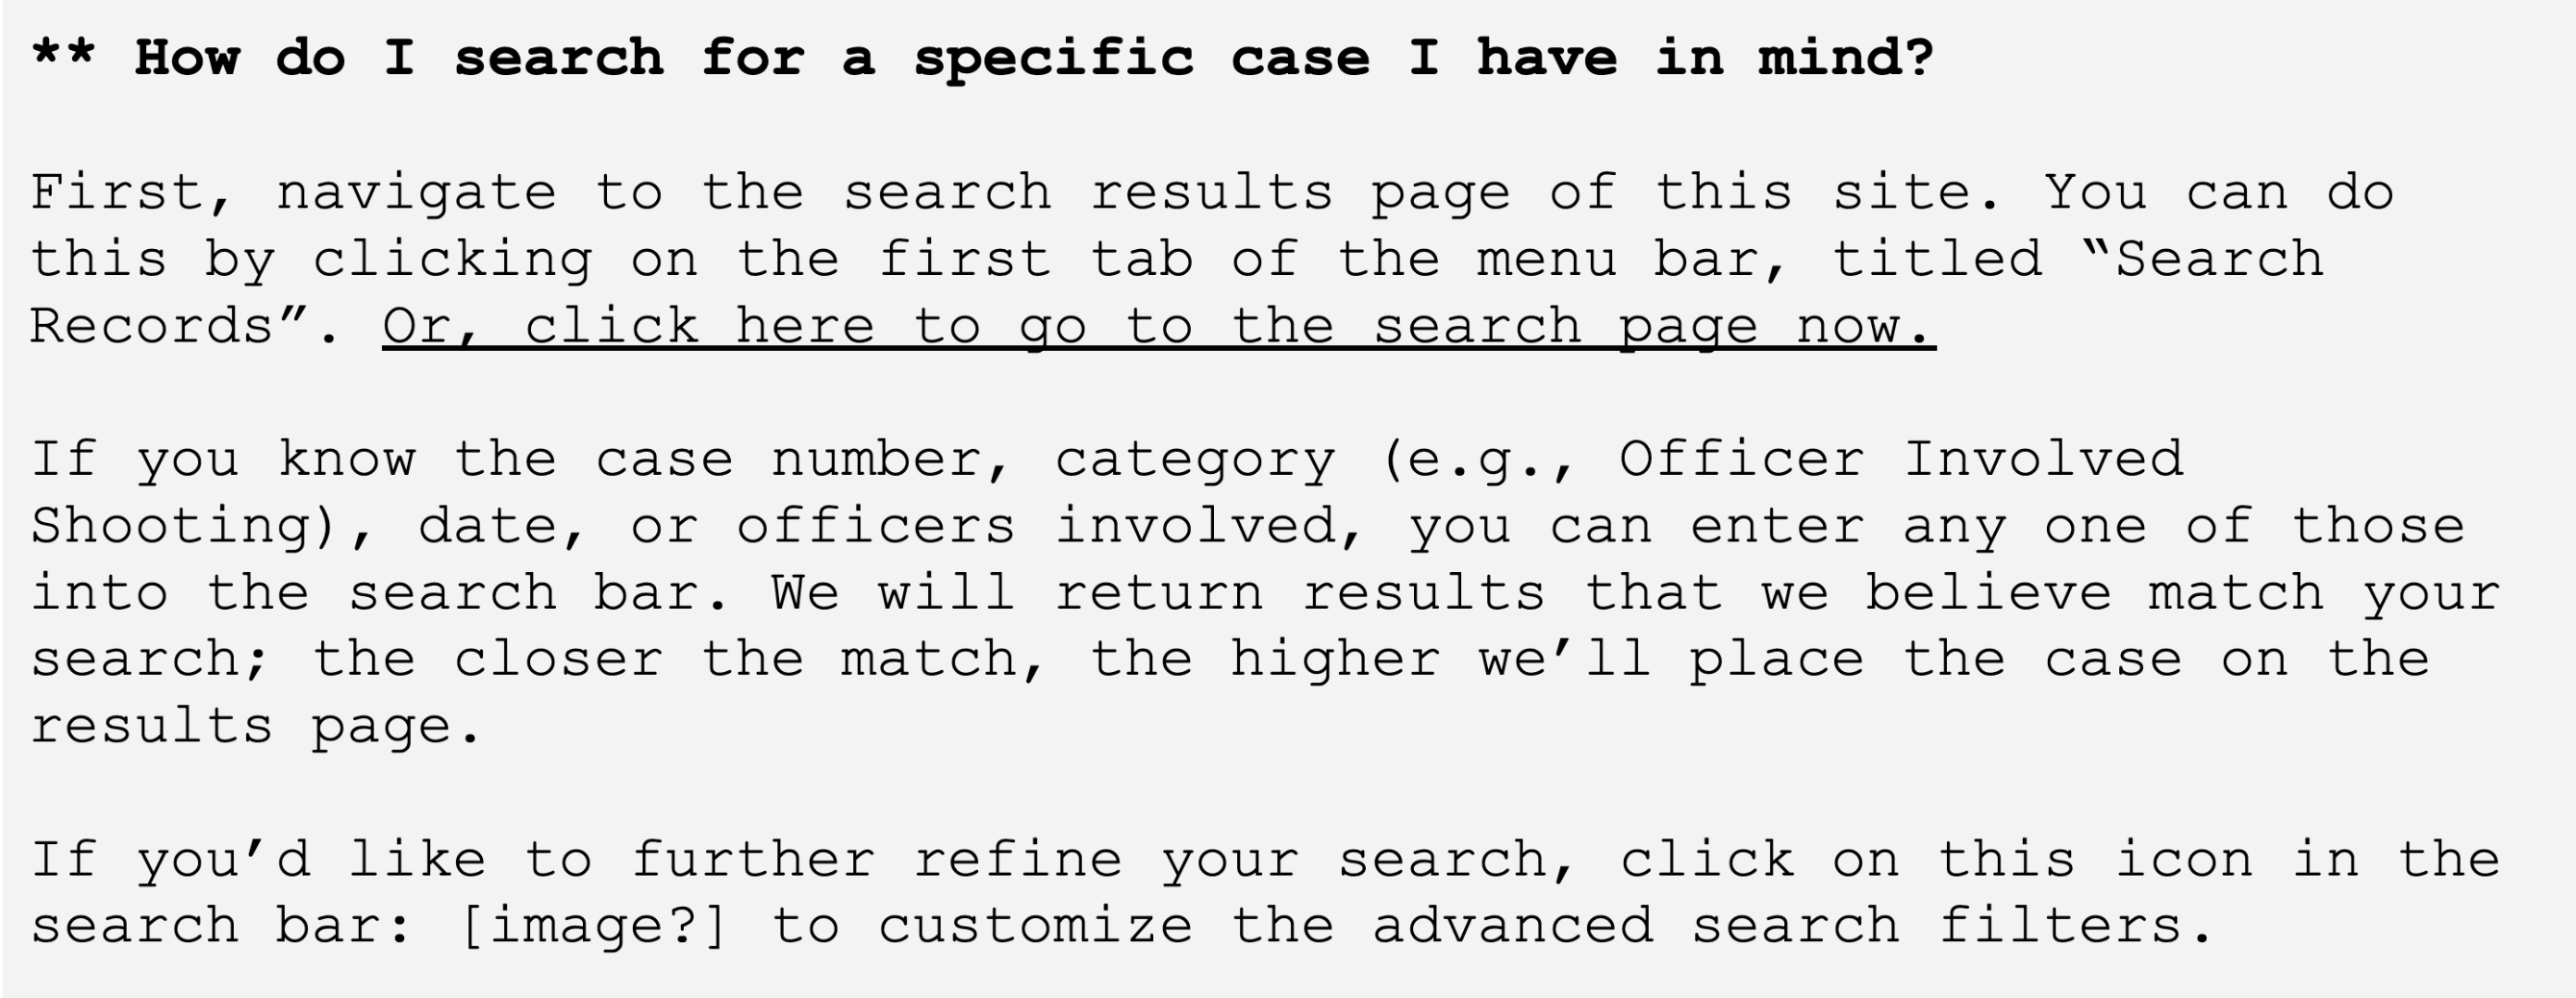 ** How do I search for a specific case I have in mind?
First, navigate to the search results page of this site. You can do
this by clicking on the first tab of the menu bar, titled “Search
Records”. Or, click here to go to the search page now.
If you know the case number, category (e.g., Officer Involved
Shooting), date, or officers involved, you can enter any one of those
into the search bar. We will return results that we believe match your
search; the closer the match, the higher we’ll place the case on the
results page.
If you’d like to further refine your search, click on this icon in the
search bar: [image?] to customize the advanced search filters.